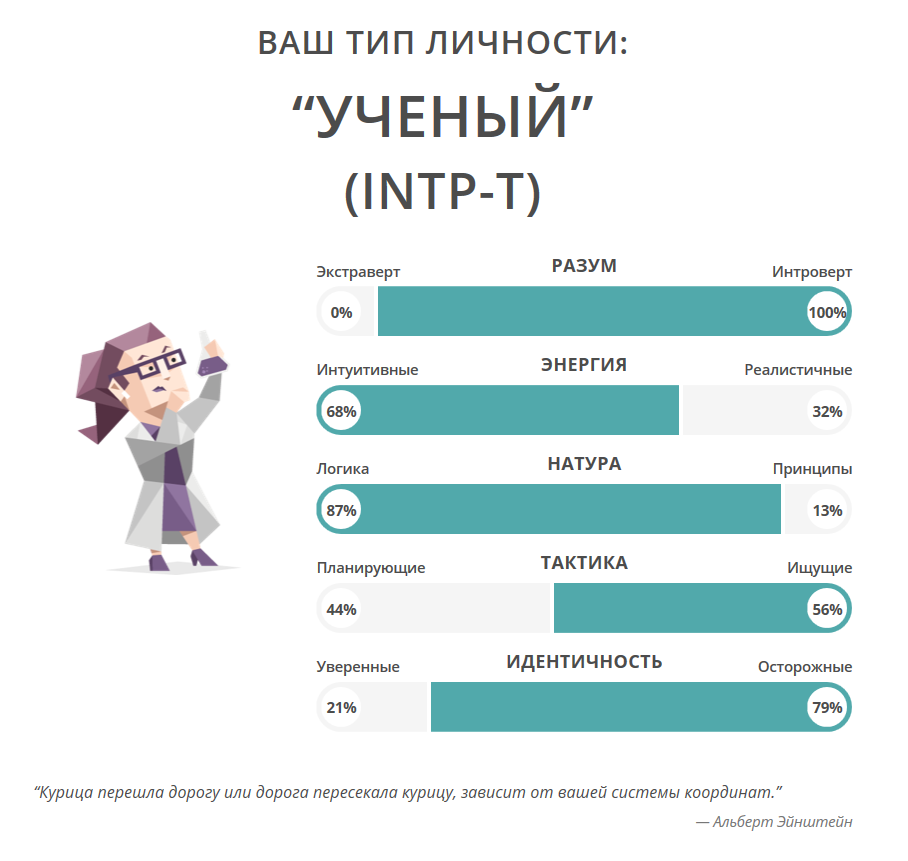 ВАШ ТИП ЛИЧНОСТИ:
“УЧЕНЫЙ”
(INTP-T)
Экстраверт РАЗУМ Интроверт
0% 100%
Интуитивные ЭНЕРГИЯ Реалистичные
68% 32%
Логика НАТУРА Принципы
87% 13%
Планирующие ТАКТИКА Ищущие
44% 56%
Уверенные ИДЕНТИЧНОСТЬ Осторожные
21% 79%
“Курица перешла дорогу или дорога пересекала курицу, зависит от вашей системы координат.”
— Альберт Эйнштейн